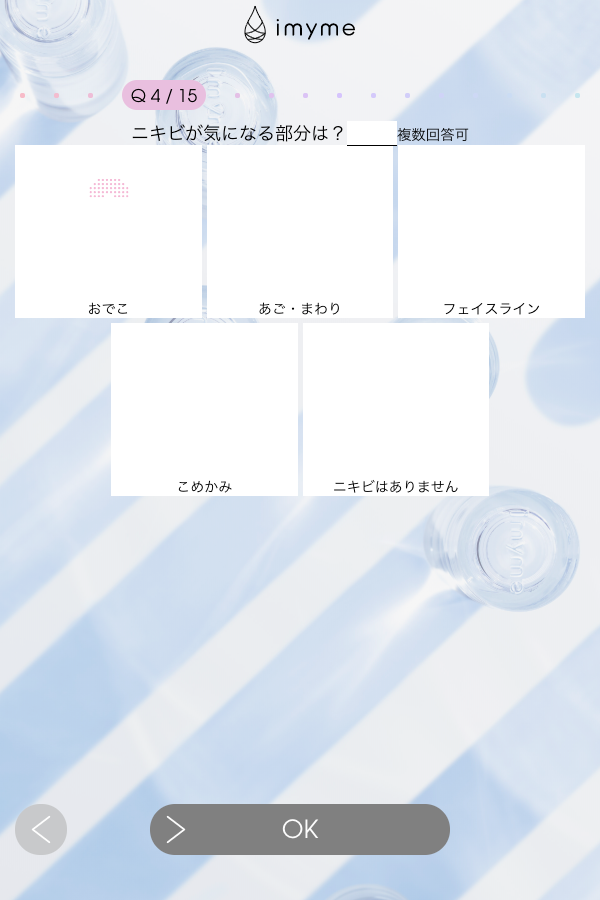 imyme
Q4/15
ニキビが気になる部分は？ 複数回答可
おでこ
あご・まわり
フェイスライン
こめかみ
ニキビはありません
OK